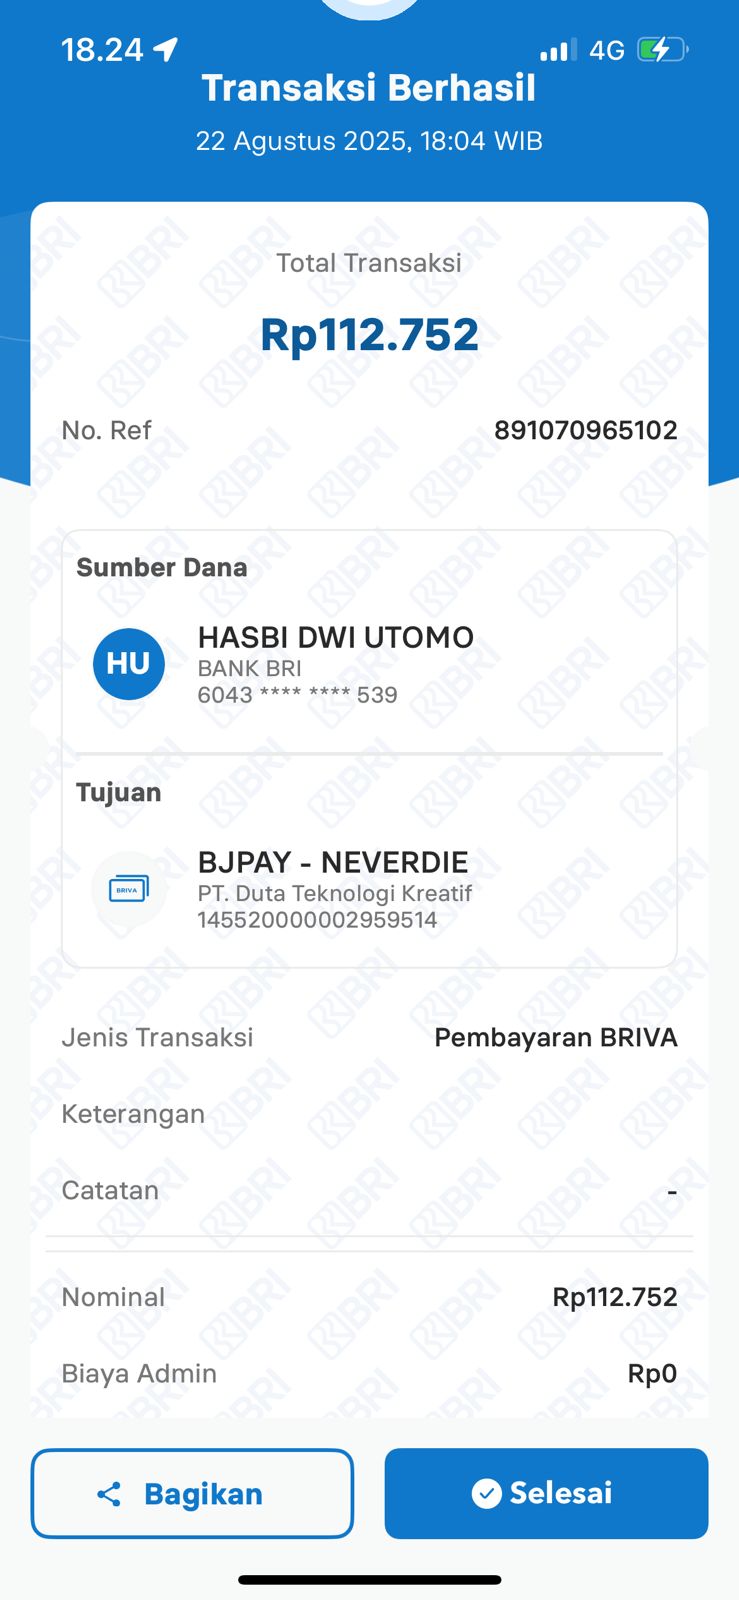 18.24
4G
Transaksi Berhasil
22 Agustus 2025, 18:04 WIB
Total Transaksi
Rp112.752
No. Ref 891070965102
Sumber Dana
HU
HASBI DWI UTOMO
BANK BRI
6043 **** **** 539
Tujuan
BRIVA
BJPAY - NEVERDIE
PT. Duta Teknologi Kreatif
145520000002959514
Jenis Transaksi Pembayaran BRIVA
Keterangan
Catatan -
Nominal Rp112.752
Biaya Admin Rp0
Bagikan
Selesai